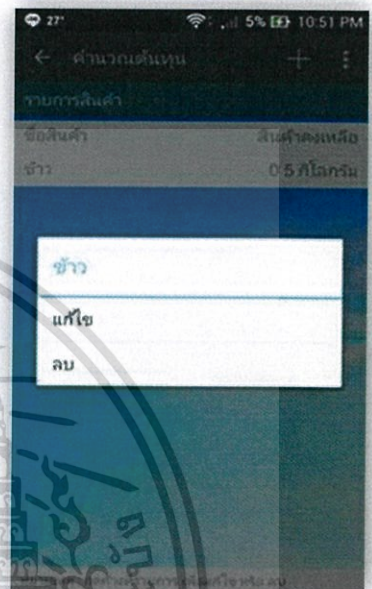 27° 5% 10:51 PM
คำนวณต้นทุน
รายการสินค้า
ชื่อสินค้า สินค้าคงเหลือ
ข้าว 0.5 กิโลกรัม
ข้าว
แก้ไข
ลบ